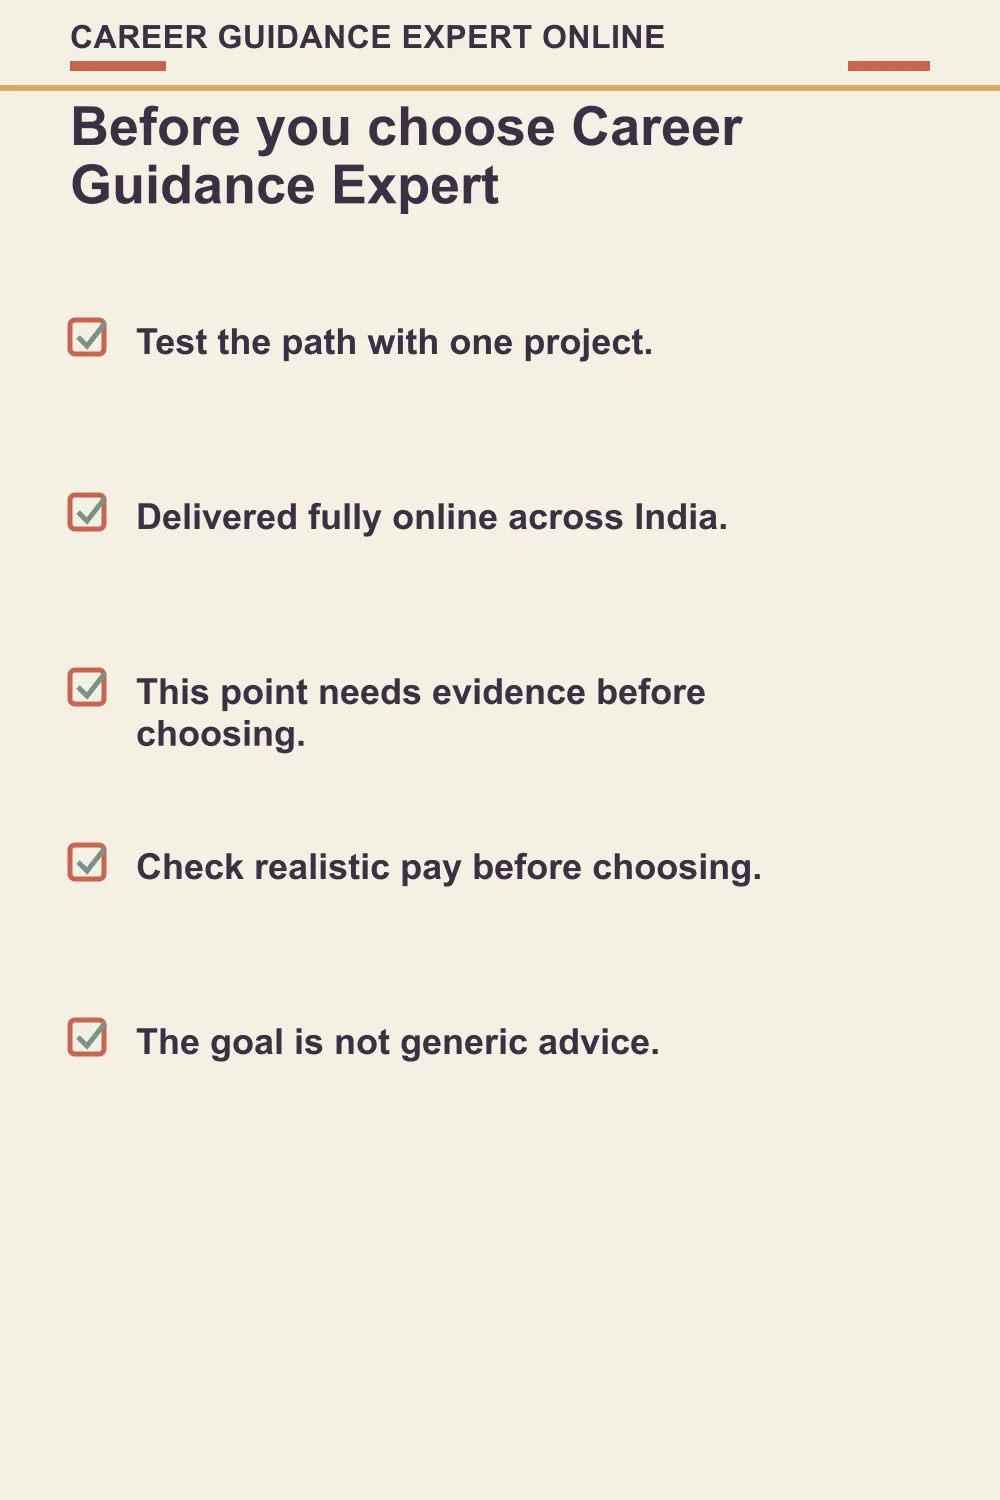 CAREER GUIDANCE EXPERT ONLINE
Before you choose Career
Guidance Expert
Test the path with one project.
Delivered fully online across India.
This point needs evidence before
choosing.
Check realistic pay before choosing.
The goal is not generic advice.